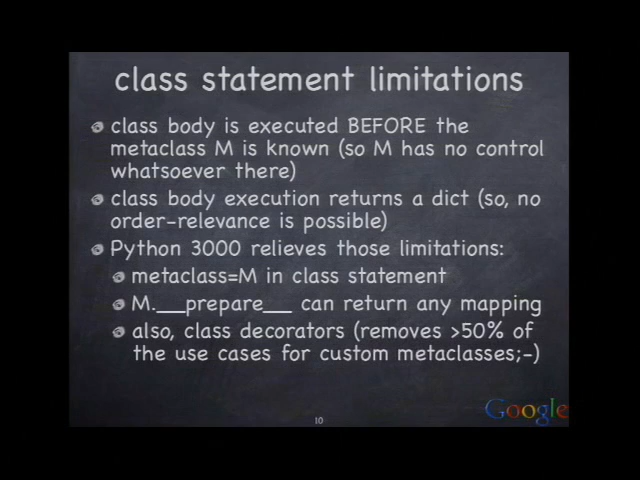 class statement limitations
class body is executed BEFORE the
metaclass M is known (so M has no control
whatsoever there)
class body execution returns a dict (so, no
order-relevance is possible)
Python 3000 relieves those limitations:
metaclass=M in class statement
M.__prepare__ can return any mapping
also, class decorators (removes >50% of
the use cases for custom metaclasses;-)
10
Google